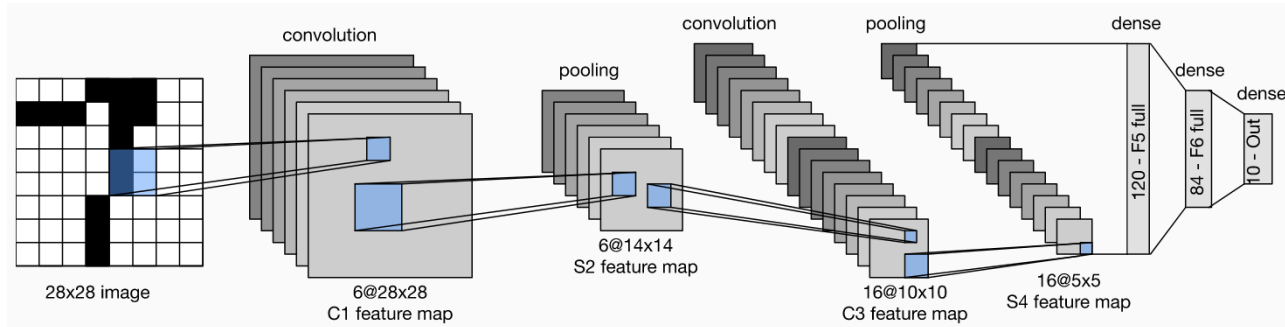 convolution
pooling
convolution
pooling
dense
dense
dense
28x28 image
6@28x28
C1 feature map
6@14x14
S2 feature map
16@10x10
C3 feature map
16@5x5
S4 feature map
120 - F5 full
84 - F6 full
10 - Out